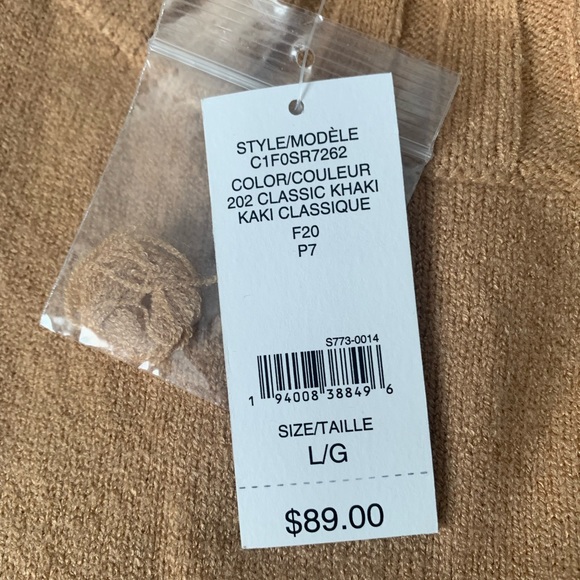 STYLE/MODÈLE
C1F0SR7262
COLOR/COULEUR
202 CLASSIC KHAKI
KAKI CLASSIQUE
F20
P7
S773-0014
1 94008 38849 6
SIZE/TAILLE
L/G
$89.00